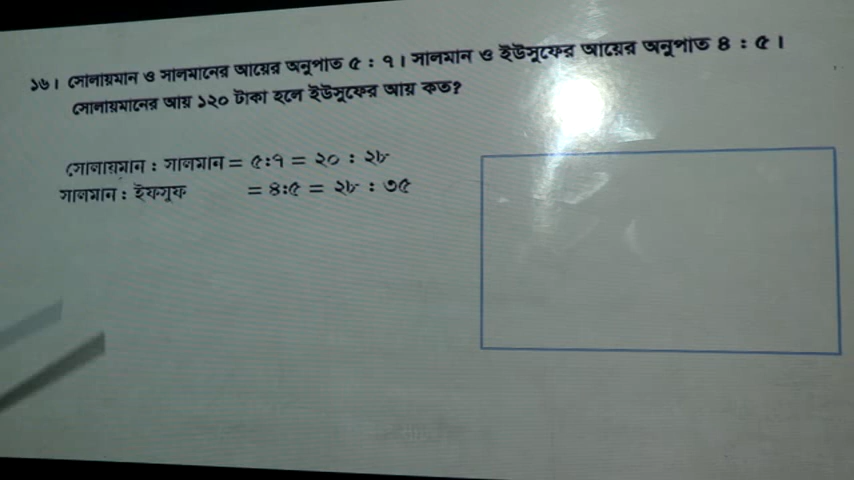 ১৬। সোলায়মান ও সালমানের আয়ের অনুপাত ৫ : ৭। সালমান ও ইউসুফের আয়ের অনুপাত ৪ : ৫।
সোলায়মানের আয় ১২০ টাকা হলে ইউসুফের আয় কত?
সোলায়মান : সালমান = ৫:৭ = ২০ : ২৮
সালমান : ইফসুফ = ৪:৫ = ২৮ : ৩৫